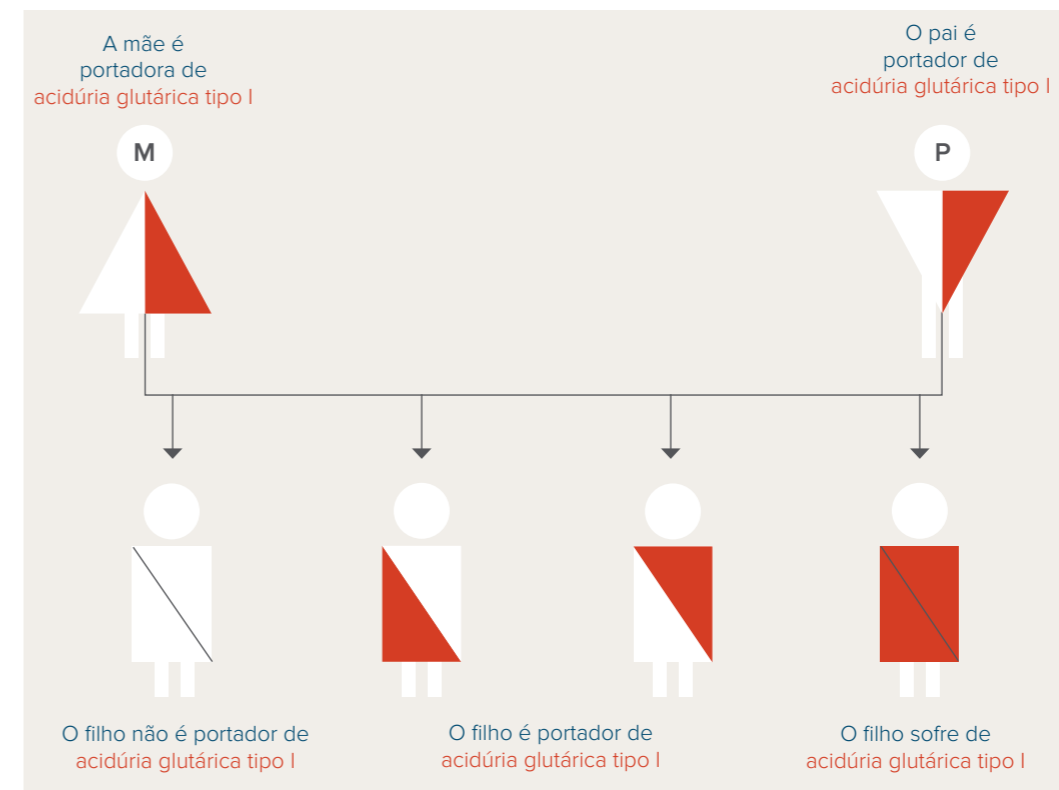 A mãe é
portadora de
acidúria glutárica tipo I
O pai é
portador de
acidúria glutárica tipo I
M
P
O filho não é portador de
acidúria glutárica tipo I
O filho é portador de
acidúria glutárica tipo I
O filho sofre de
acidúria glutárica tipo I